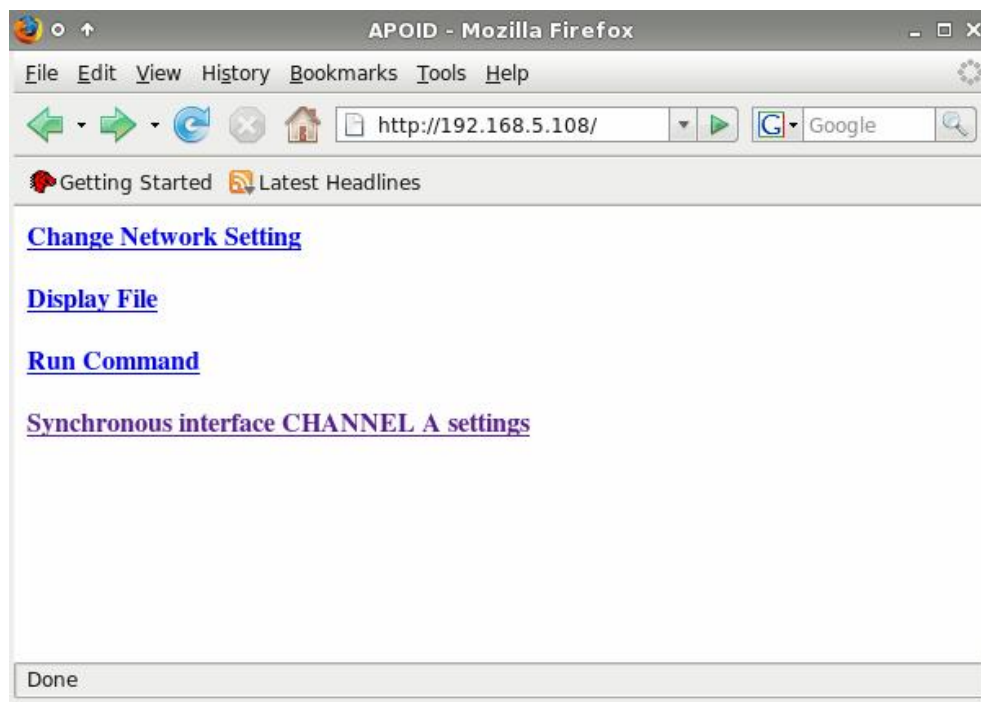 APOID - Mozilla Firefox
File Edit View History Bookmarks Tools Help
http://192.168.5.108/ G Google
Getting Started Latest Headlines
Change Network Setting
Display File
Run Command
Synchronous interface CHANNEL A settings
Done